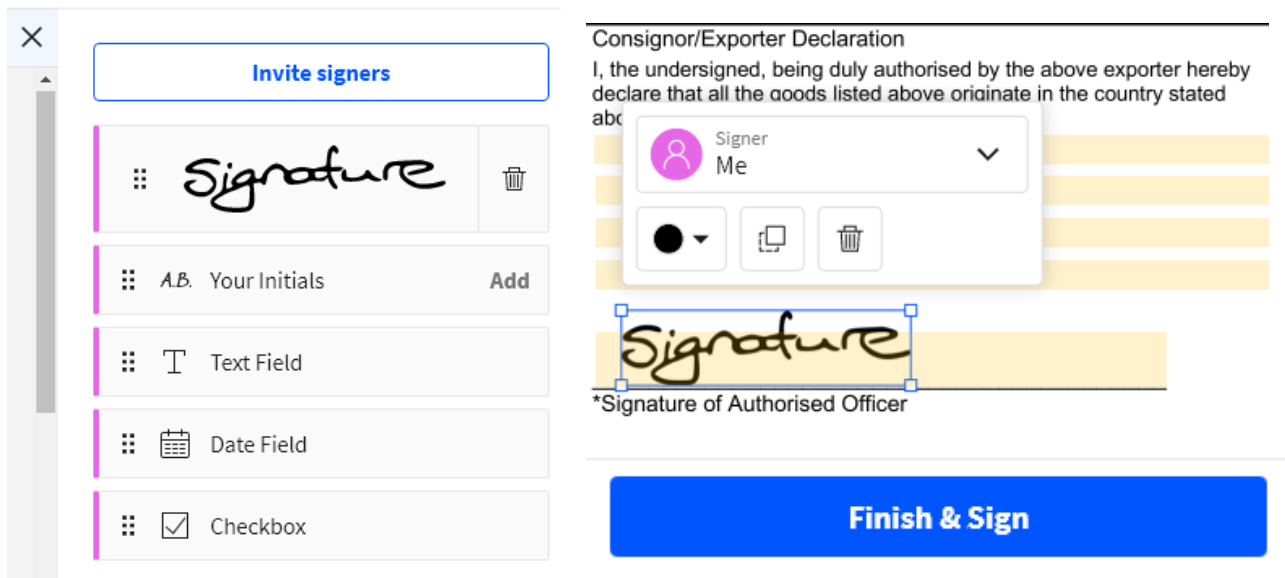 Invite signers
Signature
A.B. Your Initials Add
Text Field
Date Field
Checkbox
Consignor/Exporter Declaration
I, the undersigned, being duly authorised by the above exporter hereby
declare that all the goods listed above originate in the country stated
Signer
Me
Signature
*Signature of Authorised Officer
Finish & Sign